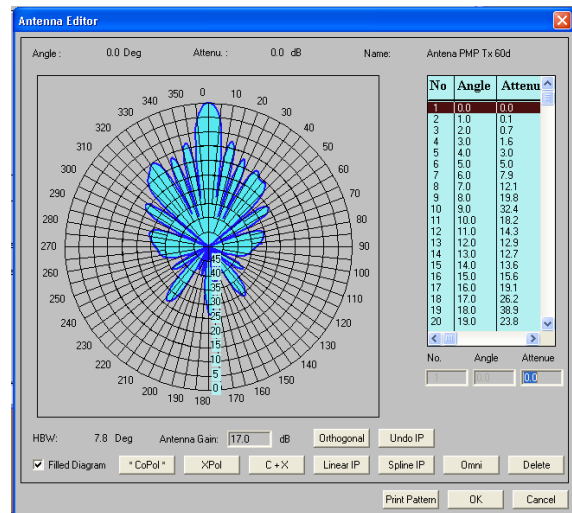 Antenna Editor
Angle : 0.0 Deg Attenu. : 0.0 dB Name: Antena PMP Tx 60d
No Angle Attenu
1 0.0 0.0
2 1.0 0.1
3 2.0 0.7
4 3.0 1.6
5 4.0 3.0
6 5.0 5.0
7 6.0 7.9
8 7.0 12.1
9 8.0 19.8
10 9.0 32.4
11 10.0 18.2
12 11.0 14.3
13 12.0 12.9
14 13.0 12.7
15 14.0 13.6
16 15.0 15.6
17 16.0 19.1
18 17.0 26.2
19 18.0 38.9
20 19.0 23.8
350 0 10
340 20
330 30
320 40
310 50
300 60
290 70
280 80
270 90
260 100
250 110
240 120
230 130
220 140
210 150
200 190 180 170 160
45
40
35
30
25
20
15
10
5
0
No. Angle Attenue
1 0.0 0.0
HBW: 7.8 Deg Antenna Gain: 17.0 dB Orthogonal Undo IP
Filled Diagram " CoPol " XPol C + X Linear IP Spline IP Omni Delete
Print Pattern OK Cancel